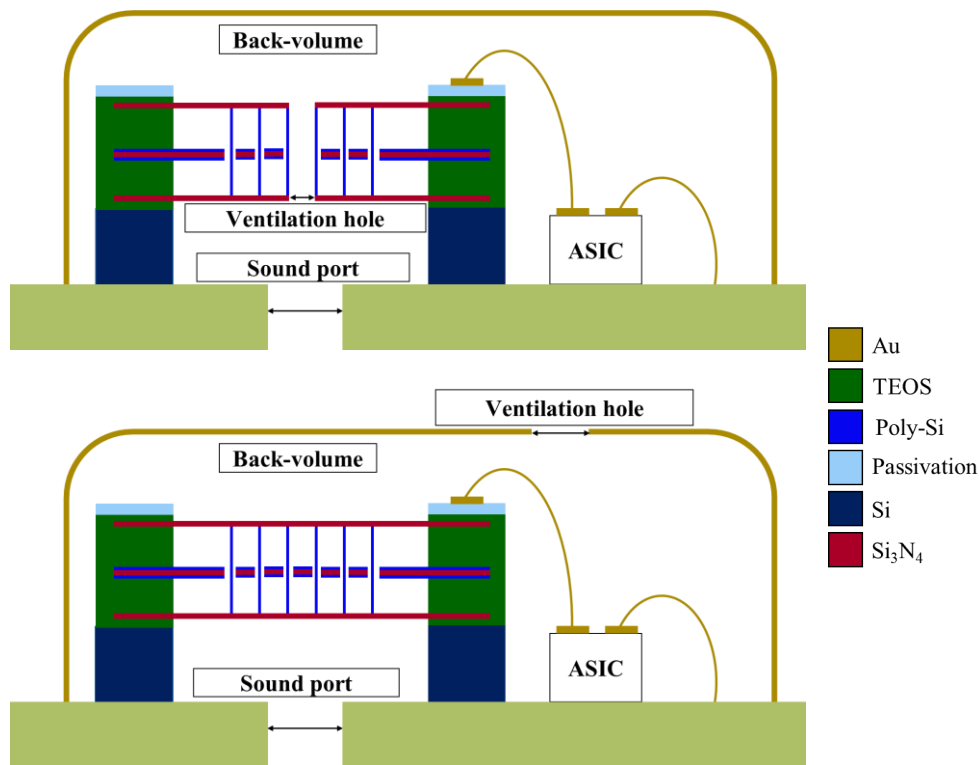 Back-volume
Ventilation hole
Sound port
ASIC
Ventilation hole
Back-volume
Sound port
ASIC
Au
TEOS
Poly-Si
Passivation
Si
Si₃N₄